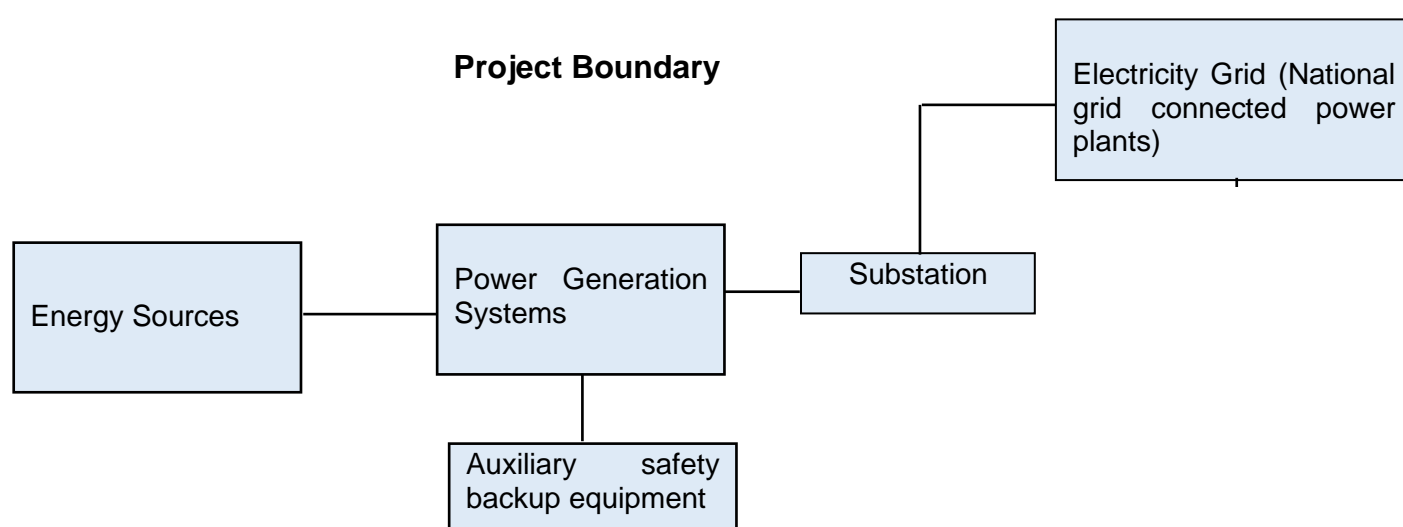 Project Boundary
Electricity Grid (National
grid connected power
plants)
Energy Sources
Power Generation
Systems
Substation
Auxiliary safety
backup equipment